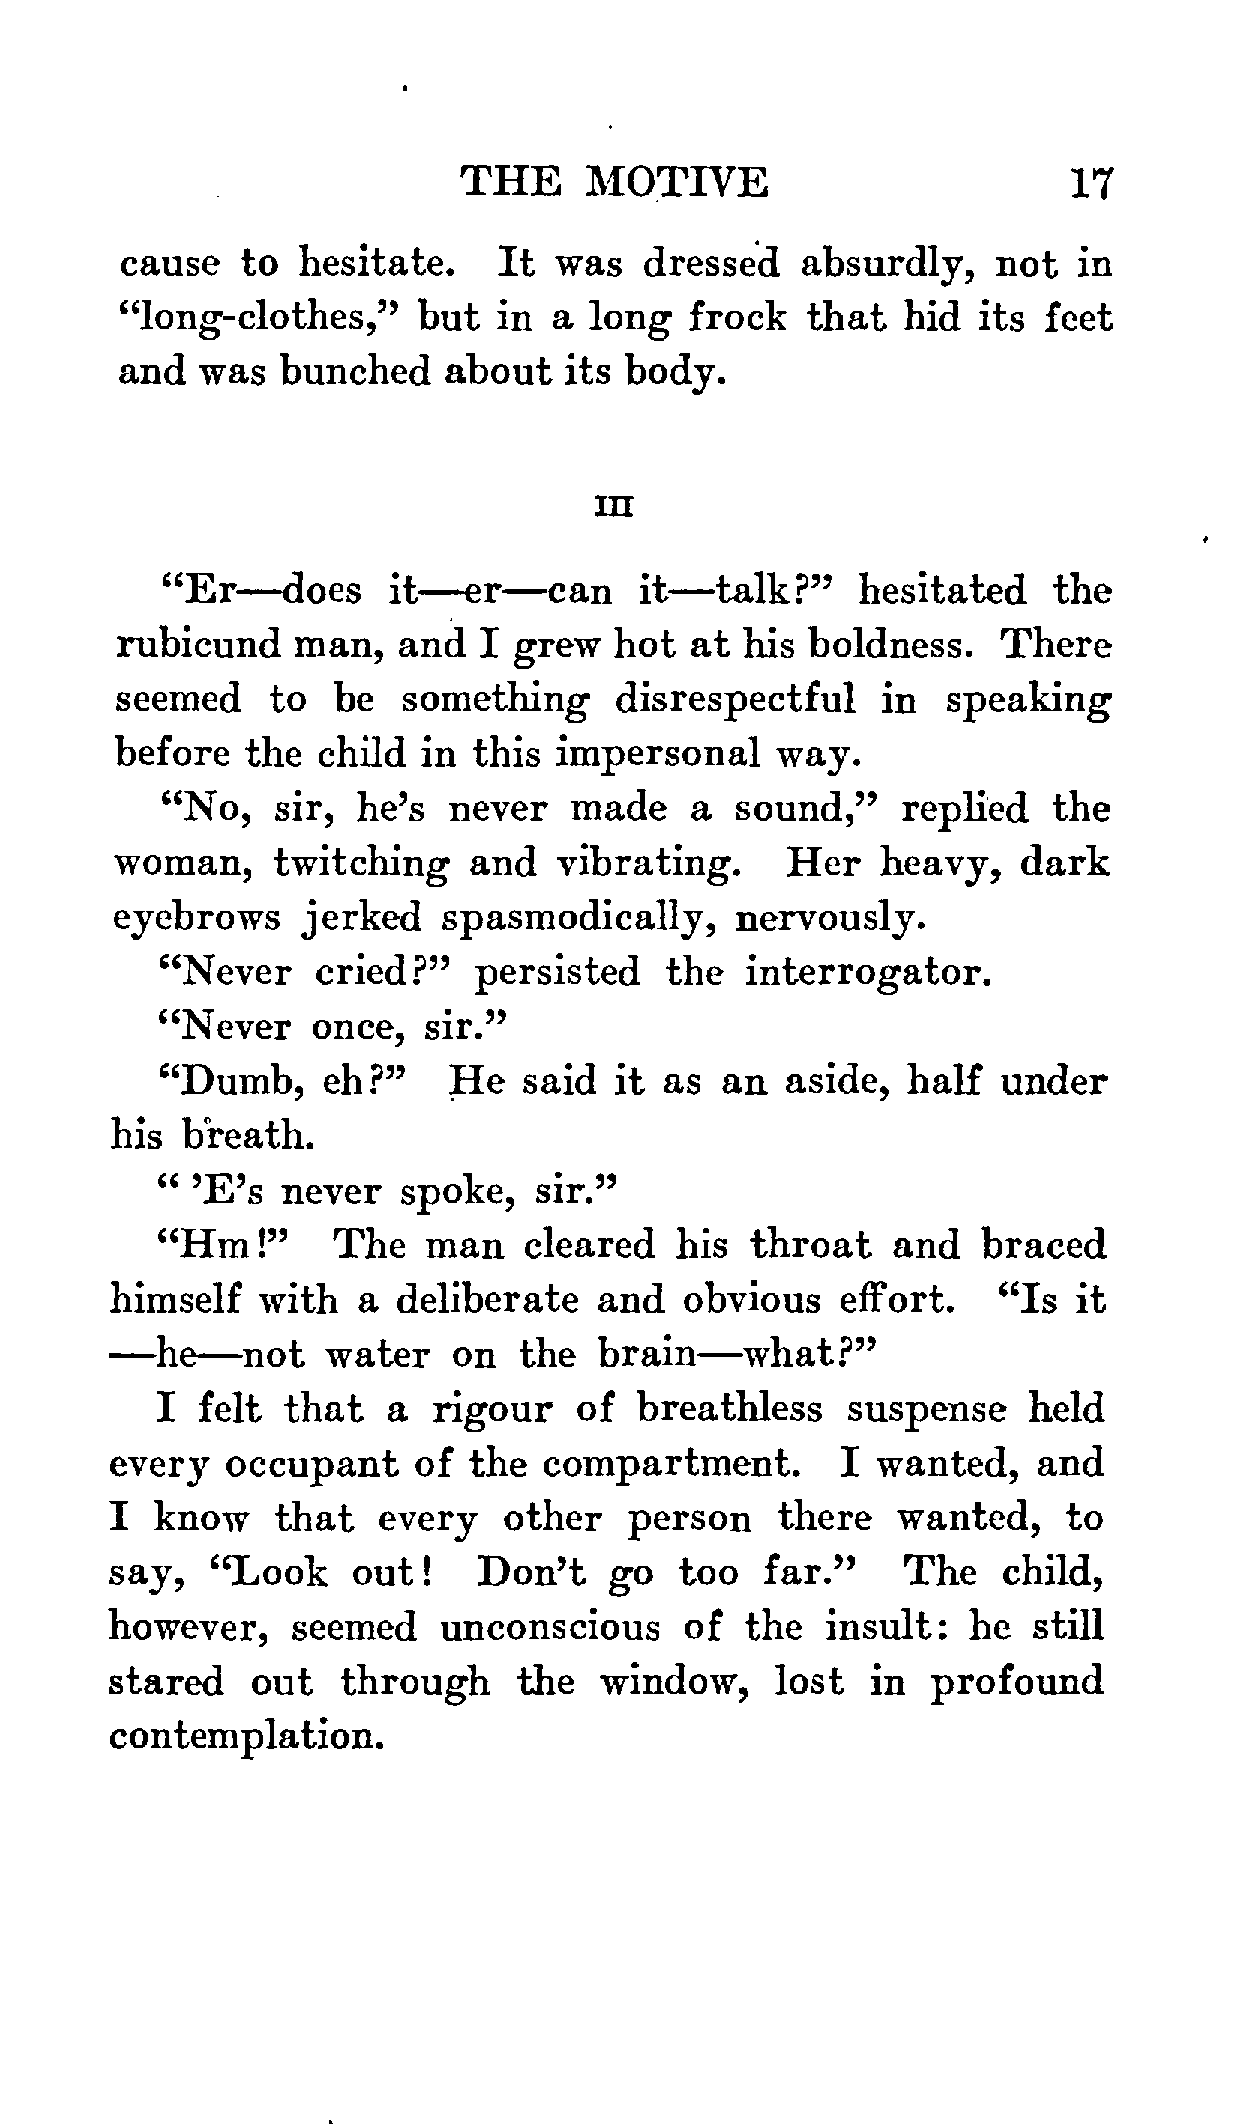 THE MOTIVE 17
cause to hesitate. It was dressed absurdly, not in
“long-clothes,” but in a long frock that hid its feet
and was bunched about its body.
III
“Er—does it—er—can it—talk?” hesitated the
rubicund man, and I grew hot at his boldness. There
seemed to be something disrespectful in speaking
before the child in this impersonal way.
“No, sir, he’s never made a sound,” replied the
woman, twitching and vibrating. Her heavy, dark
eyebrows jerked spasmodically, nervously.
“Never cried?” persisted the interrogator.
“Never once, sir.”
“Dumb, eh?” He said it as an aside, half under
his breath.
“ ’E’s never spoke, sir.”
“Hm!” The man cleared his throat and braced
himself with a deliberate and obvious effort. “Is it
—he—not water on the brain—what?”
I felt that a rigour of breathless suspense held
every occupant of the compartment. I wanted, and
I know that every other person there wanted, to
say, “Look out! Don’t go too far.” The child,
however, seemed unconscious of the insult: he still
stared out through the window, lost in profound
contemplation.